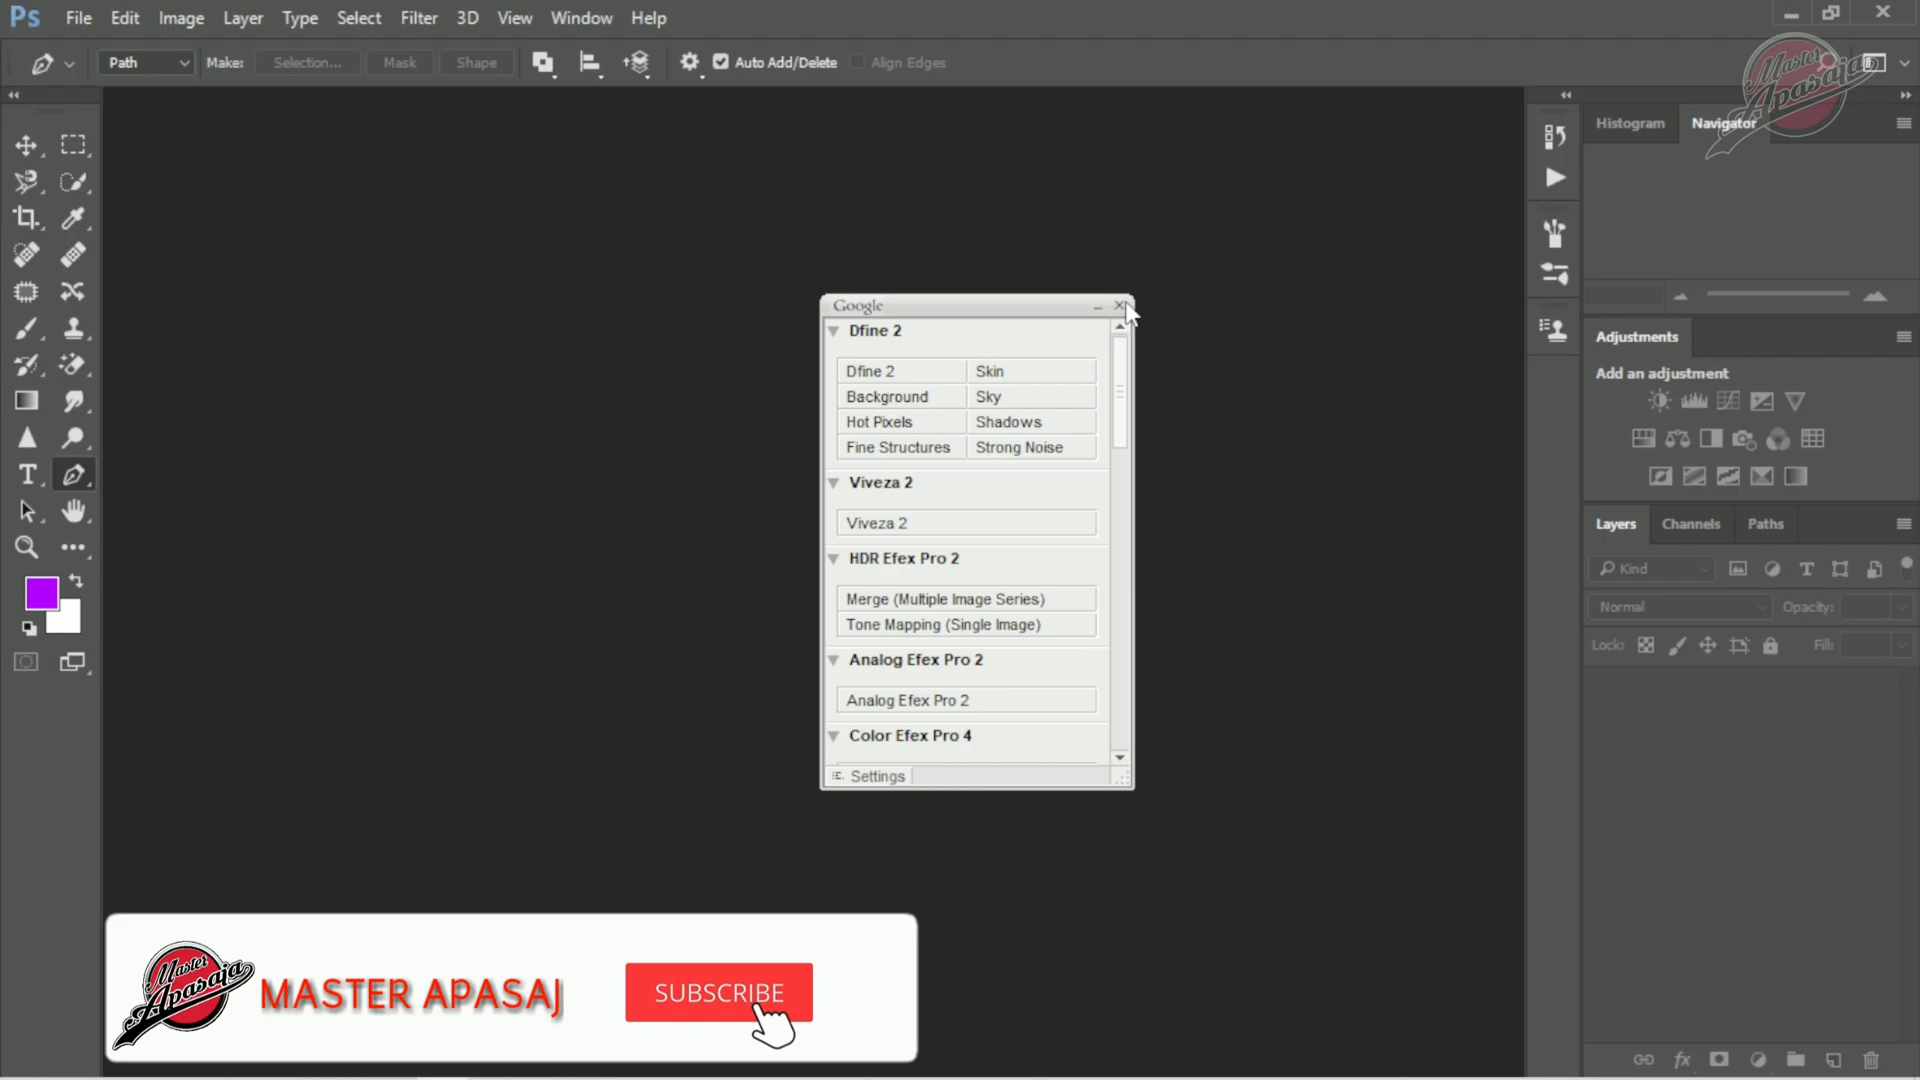 Ps File Edit Image Layer Type Select Filter 3D View Window Help
Path Make: Selection... Mask Shape Auto Add/Delete Align Edges
Master Apasaja
Histogram Navigator
Google
Dfine 2
Dfine 2 Skin
Background Sky
Hot Pixels Shadows
Fine Structures Strong Noise
Viveza 2
Viveza 2
HDR Efex Pro 2
Merge (Multiple Image Series)
Tone Mapping (Single Image)
Analog Efex Pro 2
Analog Efex Pro 2
Color Efex Pro 4
Settings
Adjustments
Add an adjustment
Layers Channels Paths
Kind
Normal Opacity:
Lock: Fill:
Master Apasaja
MASTER APASAJ
SUBSCRIBE